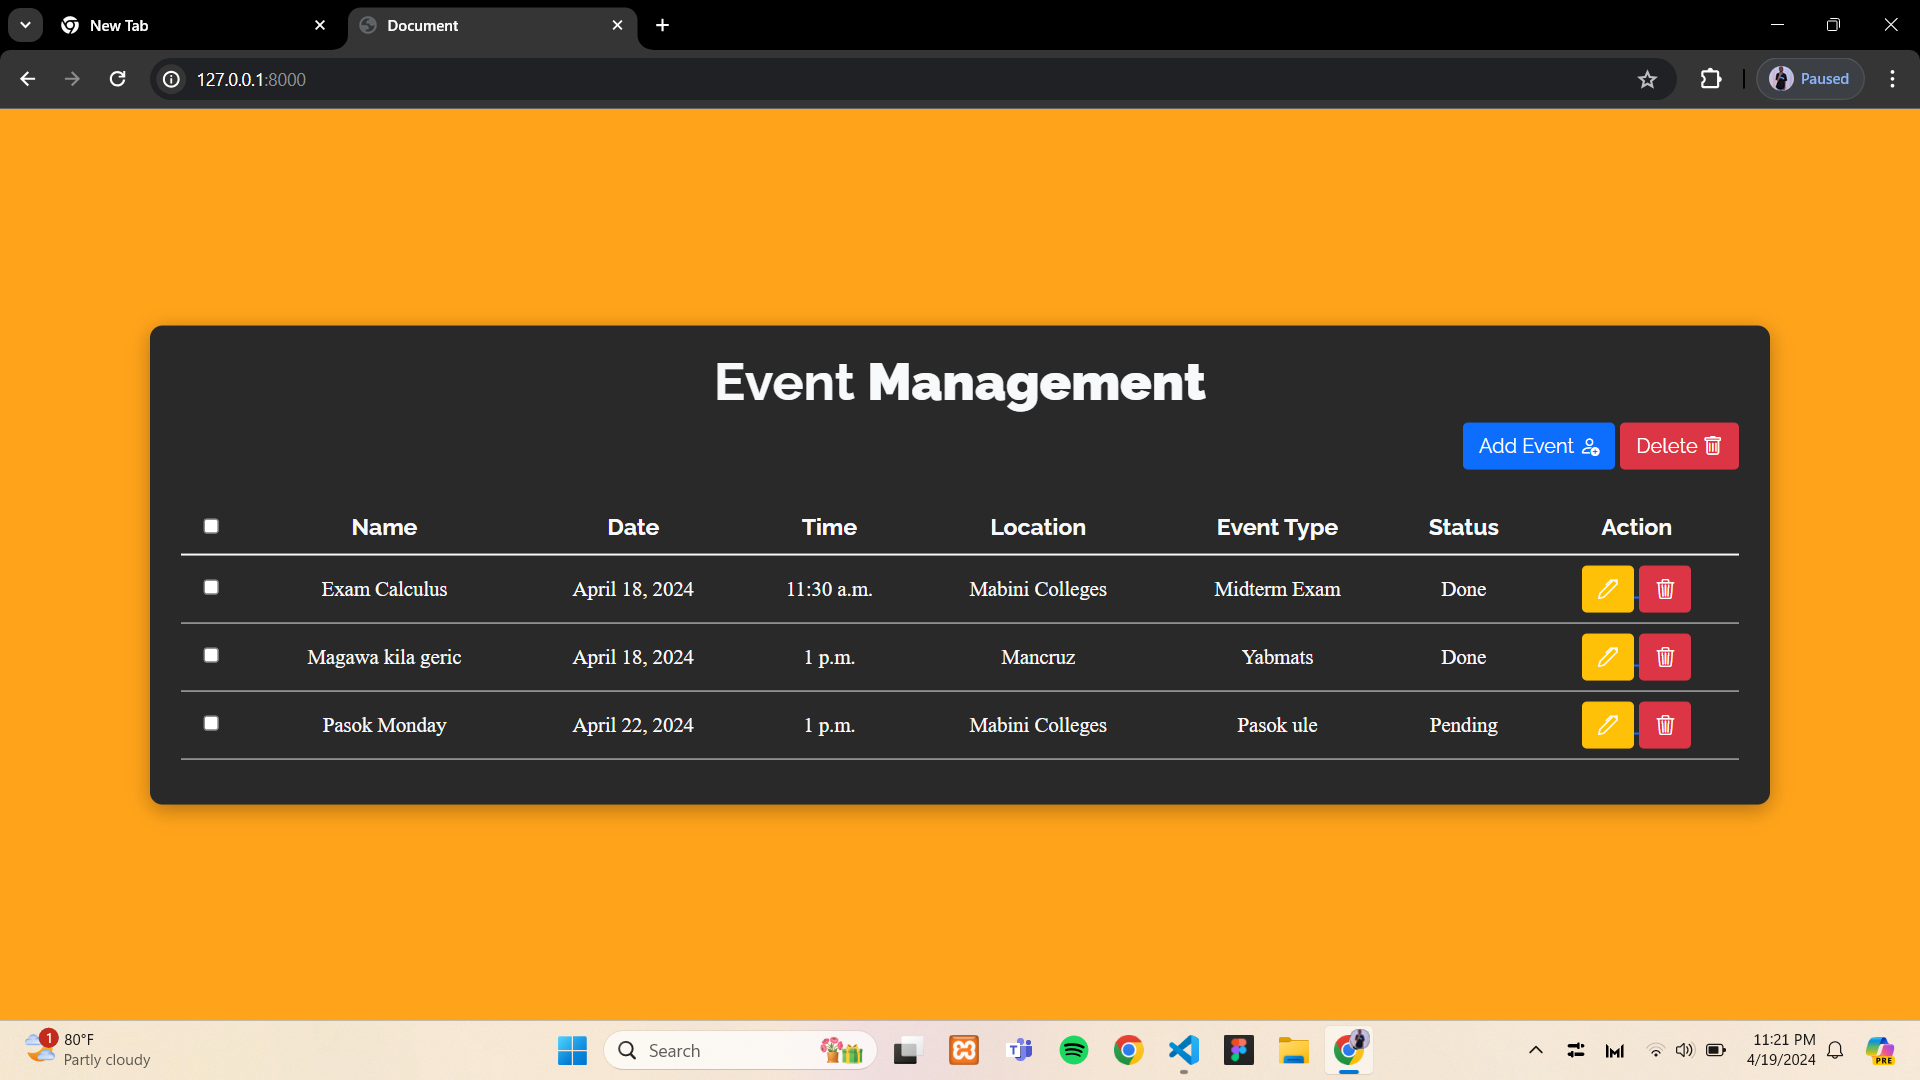 New Tab
Document
127.0.0.1:8000
Paused
Event Management
Add Event
Delete
Name Date Time Location Event Type Status Action
Exam Calculus April 18, 2024 11:30 a.m. Mabini Colleges Midterm Exam Done
Magawa kila geric April 18, 2024 1 p.m. Mancruz Yabmats Done
Pasok Monday April 22, 2024 1 p.m. Mabini Colleges Pasok ule Pending
1
80°F
Partly cloudy
Search
PRE
11:21 PM
4/19/2024